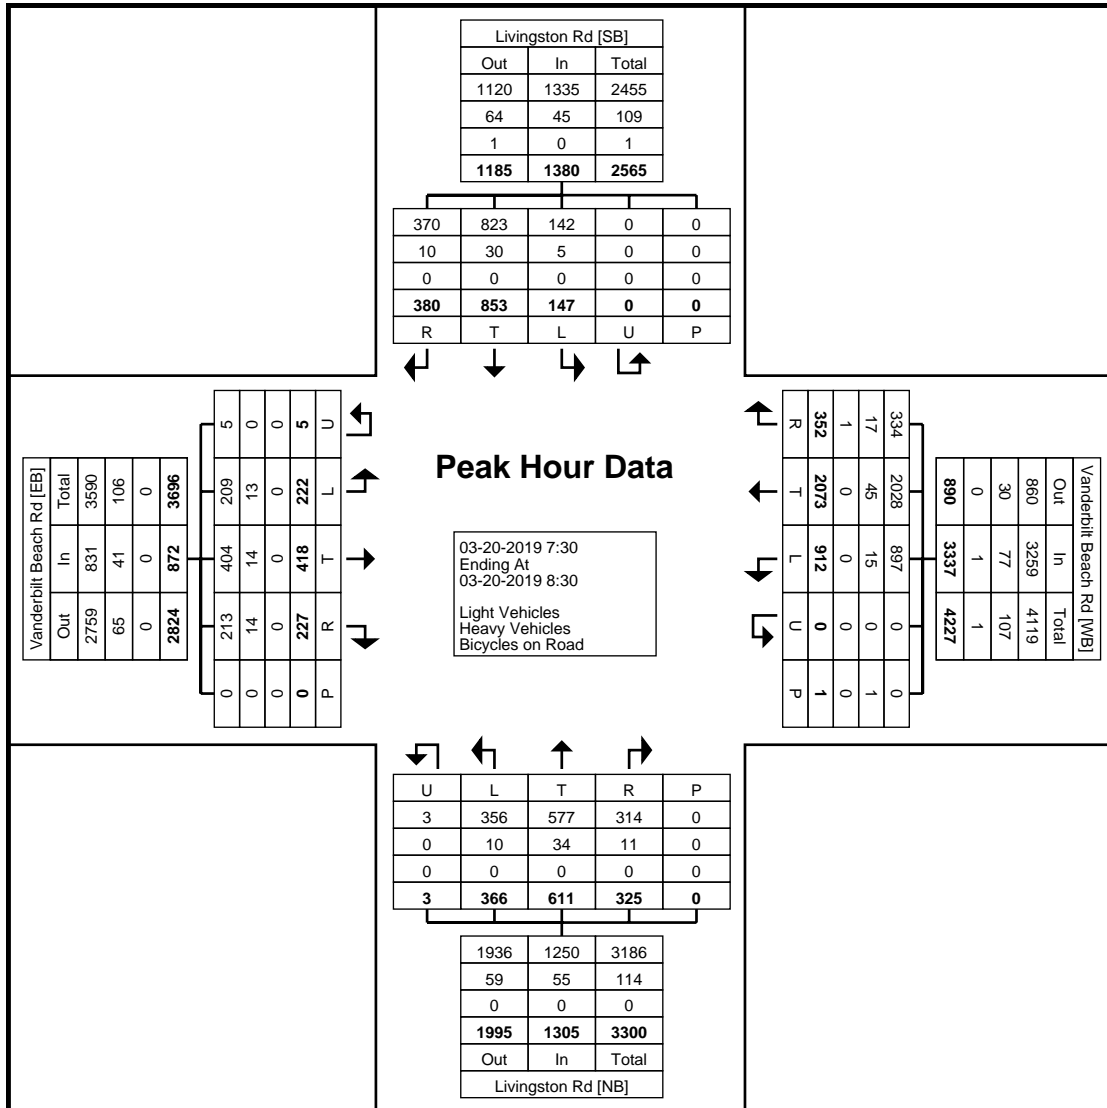 Livingston Rd [SB]
Out In Total
1120 1335 2455
64 45 109
1 0 1
1185 1380 2565
370 823 142 0 0
10 30 5 0 0
0 0 0 0 0
380 853 147 0 0
R T L U P
Vanderbilt Beach Rd [EB]
Total In Out
3590 831 2759
106 41 65
0 0 0
3696 872 2824
5 209 404 213 0
0 13 14 14 0
0 0 0 0 0
5 222 418 227 0
U L T R P
Peak Hour Data
03-20-2019 7:30
Ending At
03-20-2019 8:30
Light Vehicles
Heavy Vehicles
Bicycles on Road
Vanderbilt Beach Rd [WB]
Out In Total
860 3259 4119
30 77 107
0 1 1
890 3337 4227
334 2028 897 0 0
17 45 15 0 1
1 0 0 0 0
352 2073 912 0 1
R T L U P
U L T R P
3 356 577 314 0
0 10 34 11 0
0 0 0 0 0
3 366 611 325 0
1936 1250 3186
59 55 114
0 0 0
1995 1305 3300
Out In Total
Livingston Rd [NB]